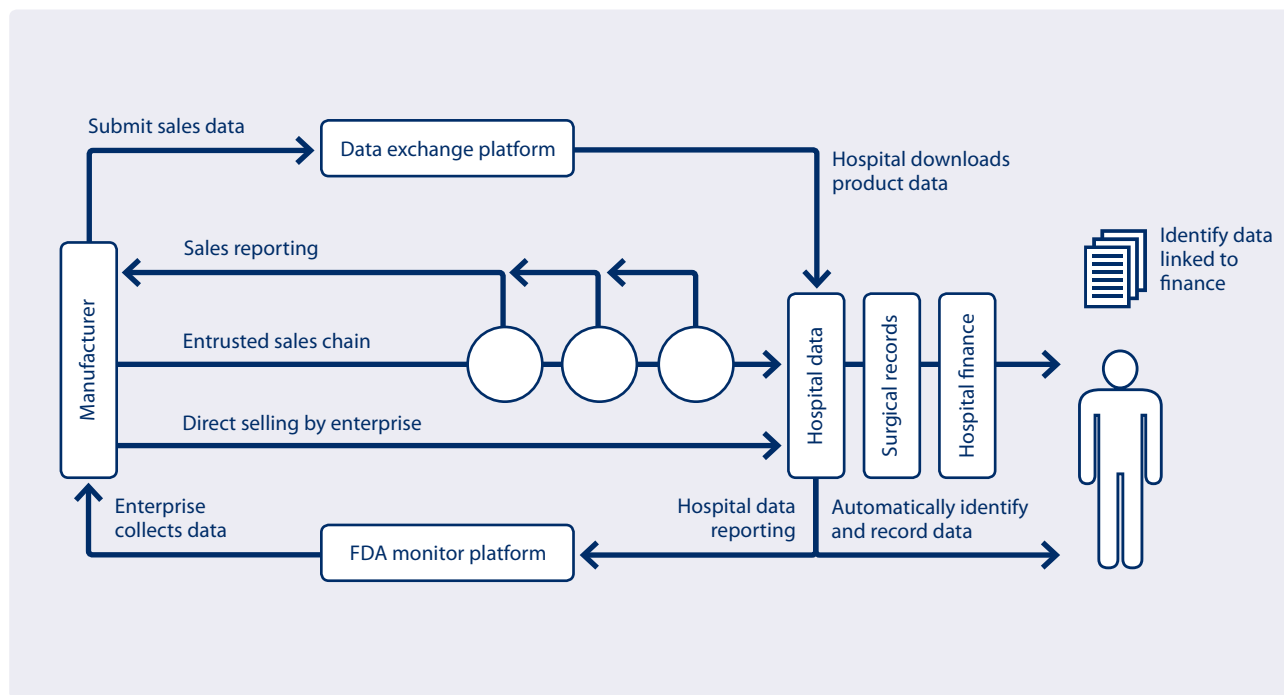 Submit sales data
Data exchange platform
Hospital downloads
product data
Sales reporting
Identify data
linked to
finance
Manufacturer
Entrusted sales chain
Direct selling by enterprise
Hospital data
Surgical records
Hospital finance
Enterprise
collects data
FDA monitor platform
Hospital data
reporting
Automatically identify
and record data